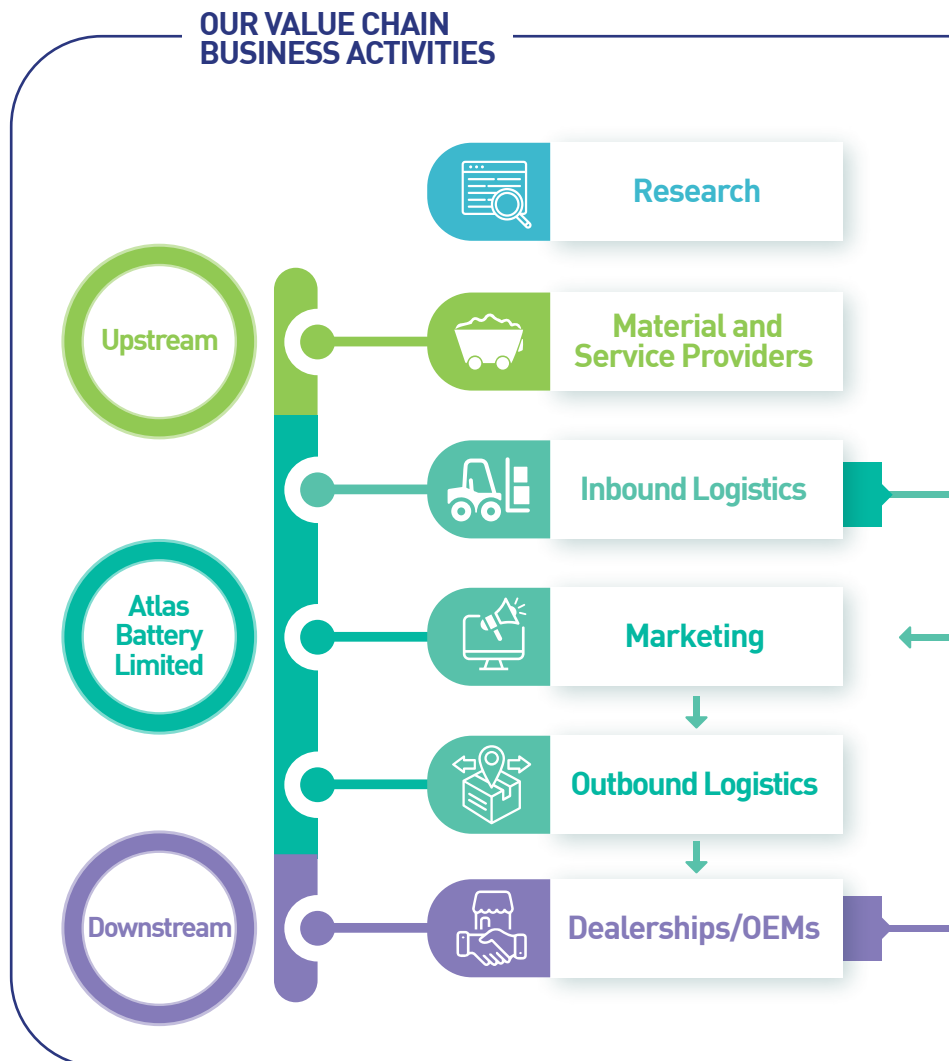 OUR VALUE CHAIN
BUSINESS ACTIVITIES
Research
Upstream
Material and
Service Providers
Inbound Logistics
Atlas
Battery
Limited
Marketing
Outbound Logistics
Downstream
Dealerships/OEMs